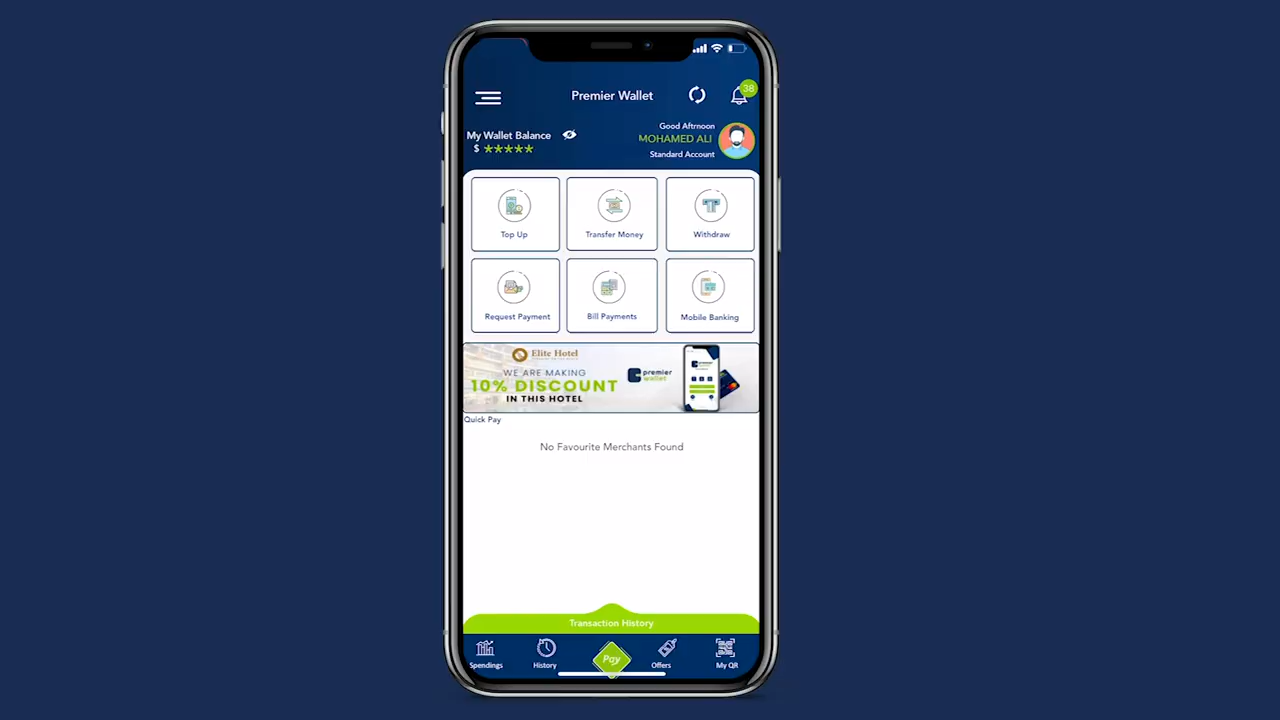 Premier Wallet
38
My Wallet Balance
$ *****
Good Aftrnoon
MOHAMED ALI
Standard Account
Top Up
Transfer Money
Withdraw
Request Payment
Bill Payments
Mobile Banking
Elite Hotel
WE ARE MAKING
10% DISCOUNT
IN THIS HOTEL
premier
wallet
Quick Pay
No Favourite Merchants Found
Transaction History
Spendings
History
Pay
Offers
My QR